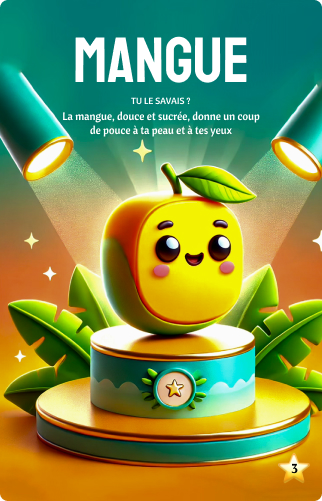 MANGUE
TU LE SAVAIS ?
La mangue, douce et sucrée, donne un coup
de pouce à ta peau et à tes yeux
3